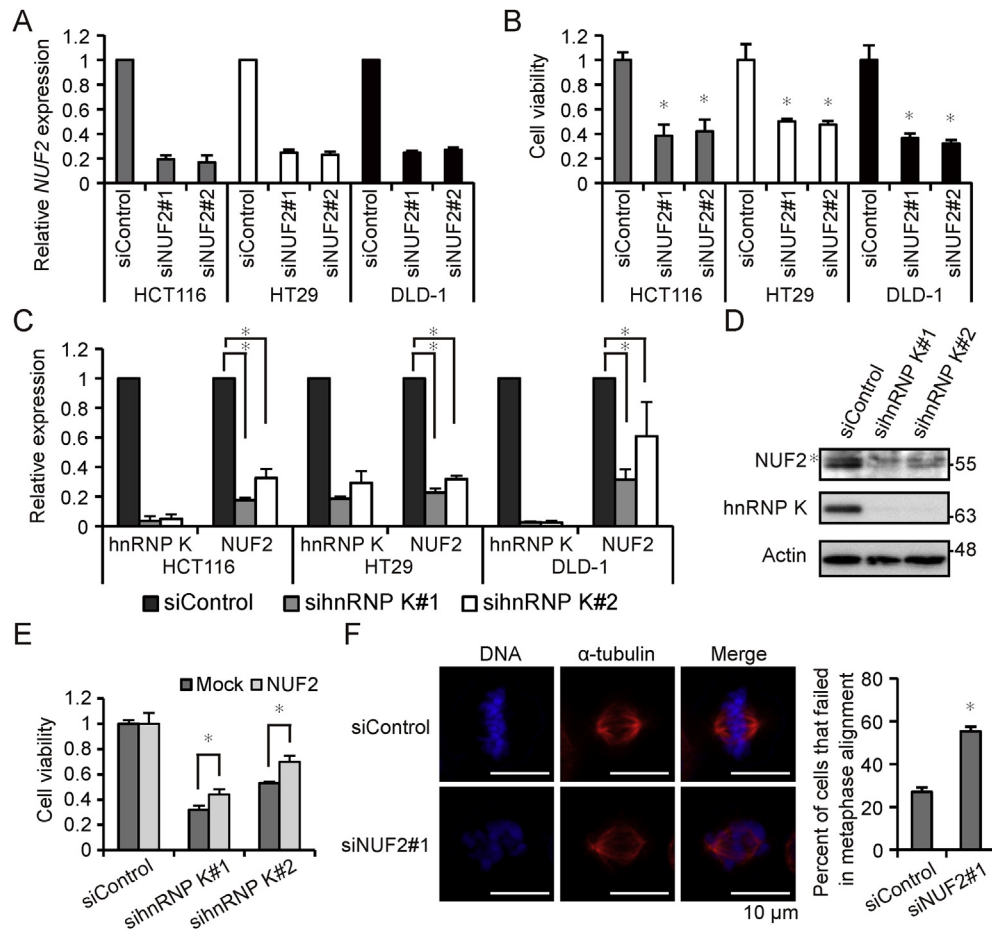 A
Relative NUF2 expression
1.2
1
0.8
0.6
0.4
0.2
0
siControl
siNUF2#1
siNUF2#2
siControl
siNUF2#1
siNUF2#2
siControl
siNUF2#1
siNUF2#2
HCT116
HT29
DLD-1
B
Cell viability
1.2
1
0.8
0.6
0.4
0.2
0
* * * * * *
siControl
siNUF2#1
siNUF2#2
siControl
siNUF2#1
siNUF2#2
siControl
siNUF2#1
siNUF2#2
HCT116
HT29
DLD-1
C
Relative expression
1.2
1
0.8
0.6
0.4
0.2
0
*
*
*
*
*
*
hnRNP K NUF2 hnRNP K NUF2 hnRNP K NUF2
HCT116 HT29 DLD-1
siControl sihnRNP K#1 sihnRNP K#2
D
siControl
sihnRNP K#1
sihnRNP K#2
NUF2* -55
hnRNP K -63
Actin -48
E
Cell viability
Mock NUF2
1.2
1
0.8
0.6
0.4
0.2
0
*
*
siControl
sihnRNP K#1
sihnRNP K#2
F
DNA α-tubulin Merge
siControl
siNUF2#1
10 µm
Percent of cells that failed
in metaphase alignment
80
60
40
20
0
*
siControl
siNUF2#1